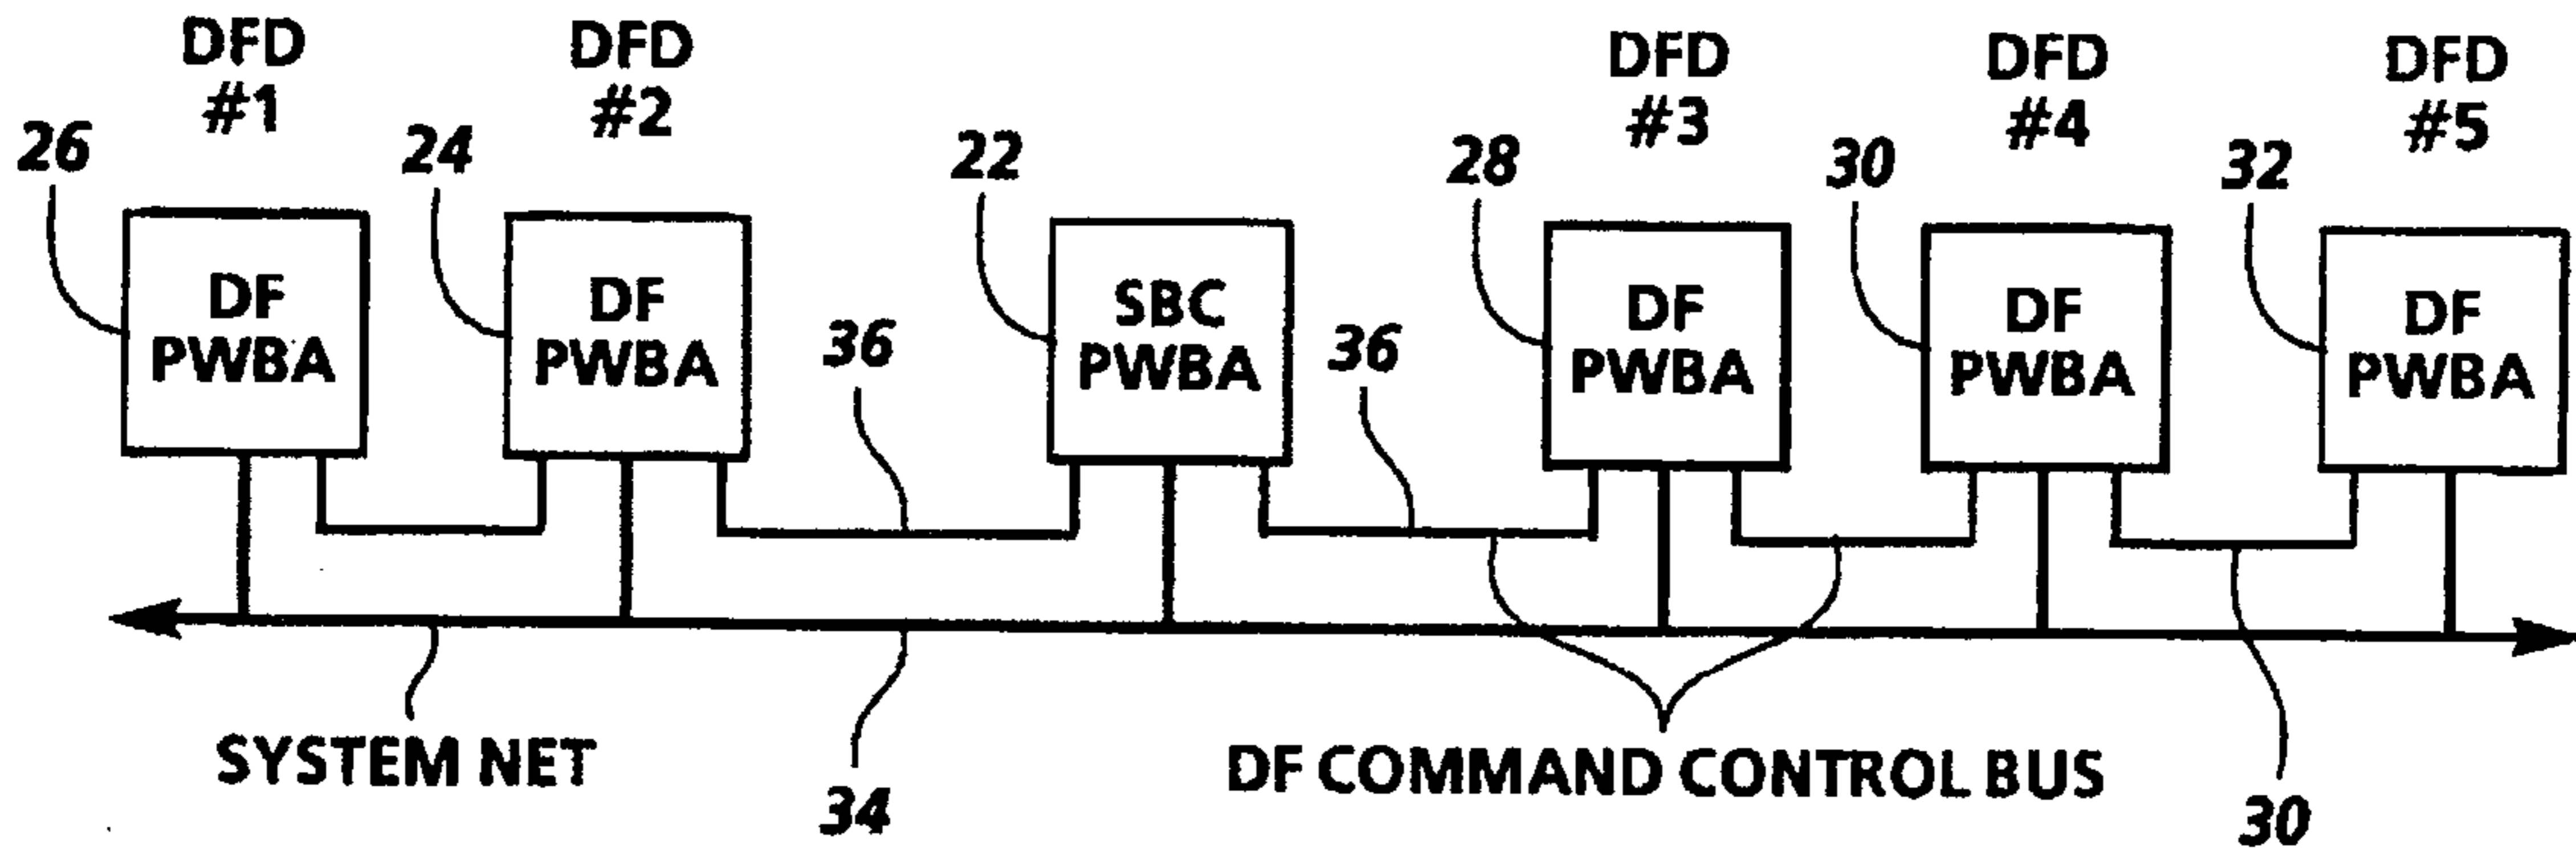 DFD
#1
DFD
#2
DFD
#3
DFD
#4
DFD
#5
26
24
22
28
30
32
DF
PWBA
DF
PWBA
SBC
PWBA
DF
PWBA
DF
PWBA
DF
PWBA
36
36
SYSTEM NET
34
DF COMMAND CONTROL BUS
30